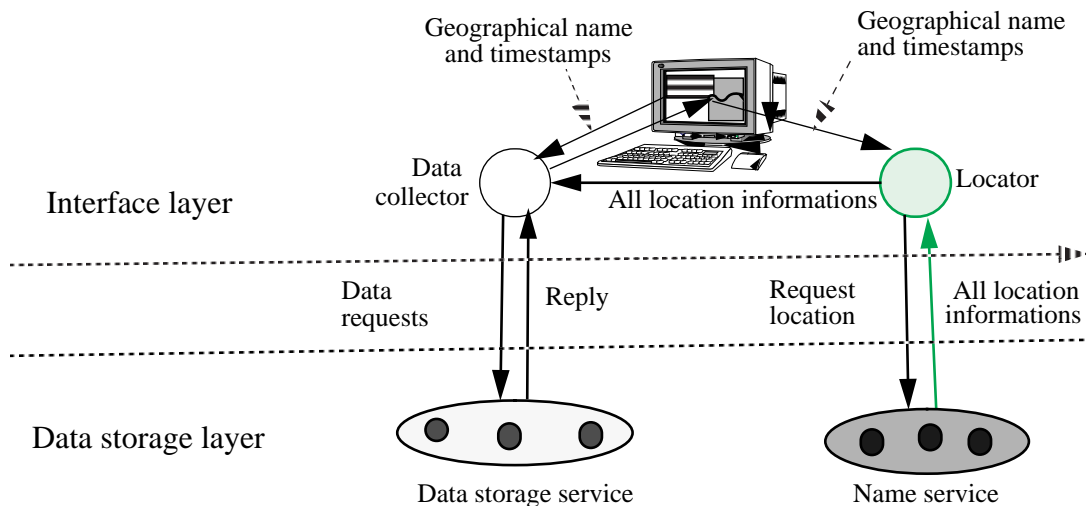 Geographical name
and timestamps
Geographical name
and timestamps
Data
collector
Locator
All location informations
Interface layer
Data
requests
Reply
Request
location
All location
informations
Data storage layer
Data storage service
Name service